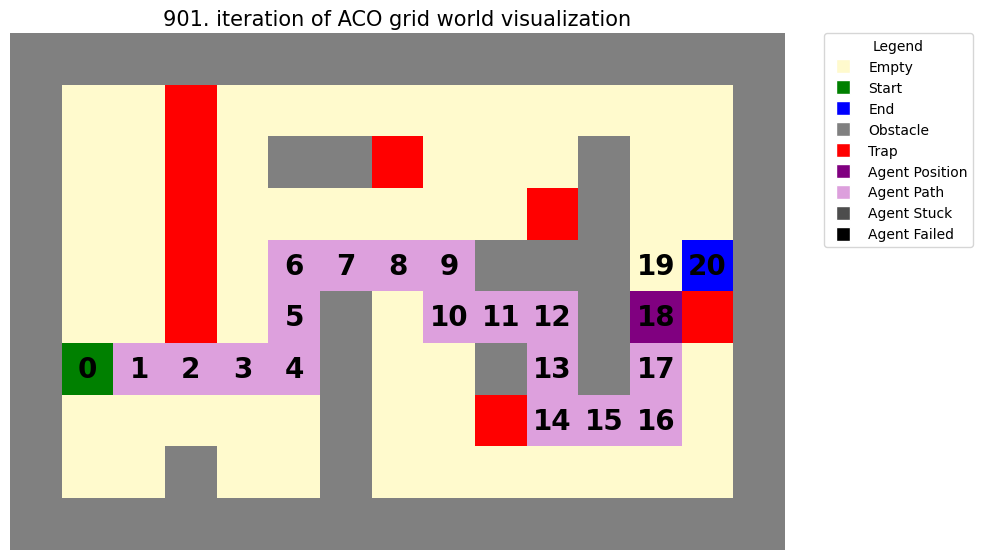 901. iteration of ACO grid world visualization
Legend
Empty
Start
End
Obstacle
Trap
Agent Position
Agent Path
Agent Stuck
Agent Failed
6 7 8 9 19 20
5 10 11 12 18
0 1 2 3 4 13 17
14 15 16